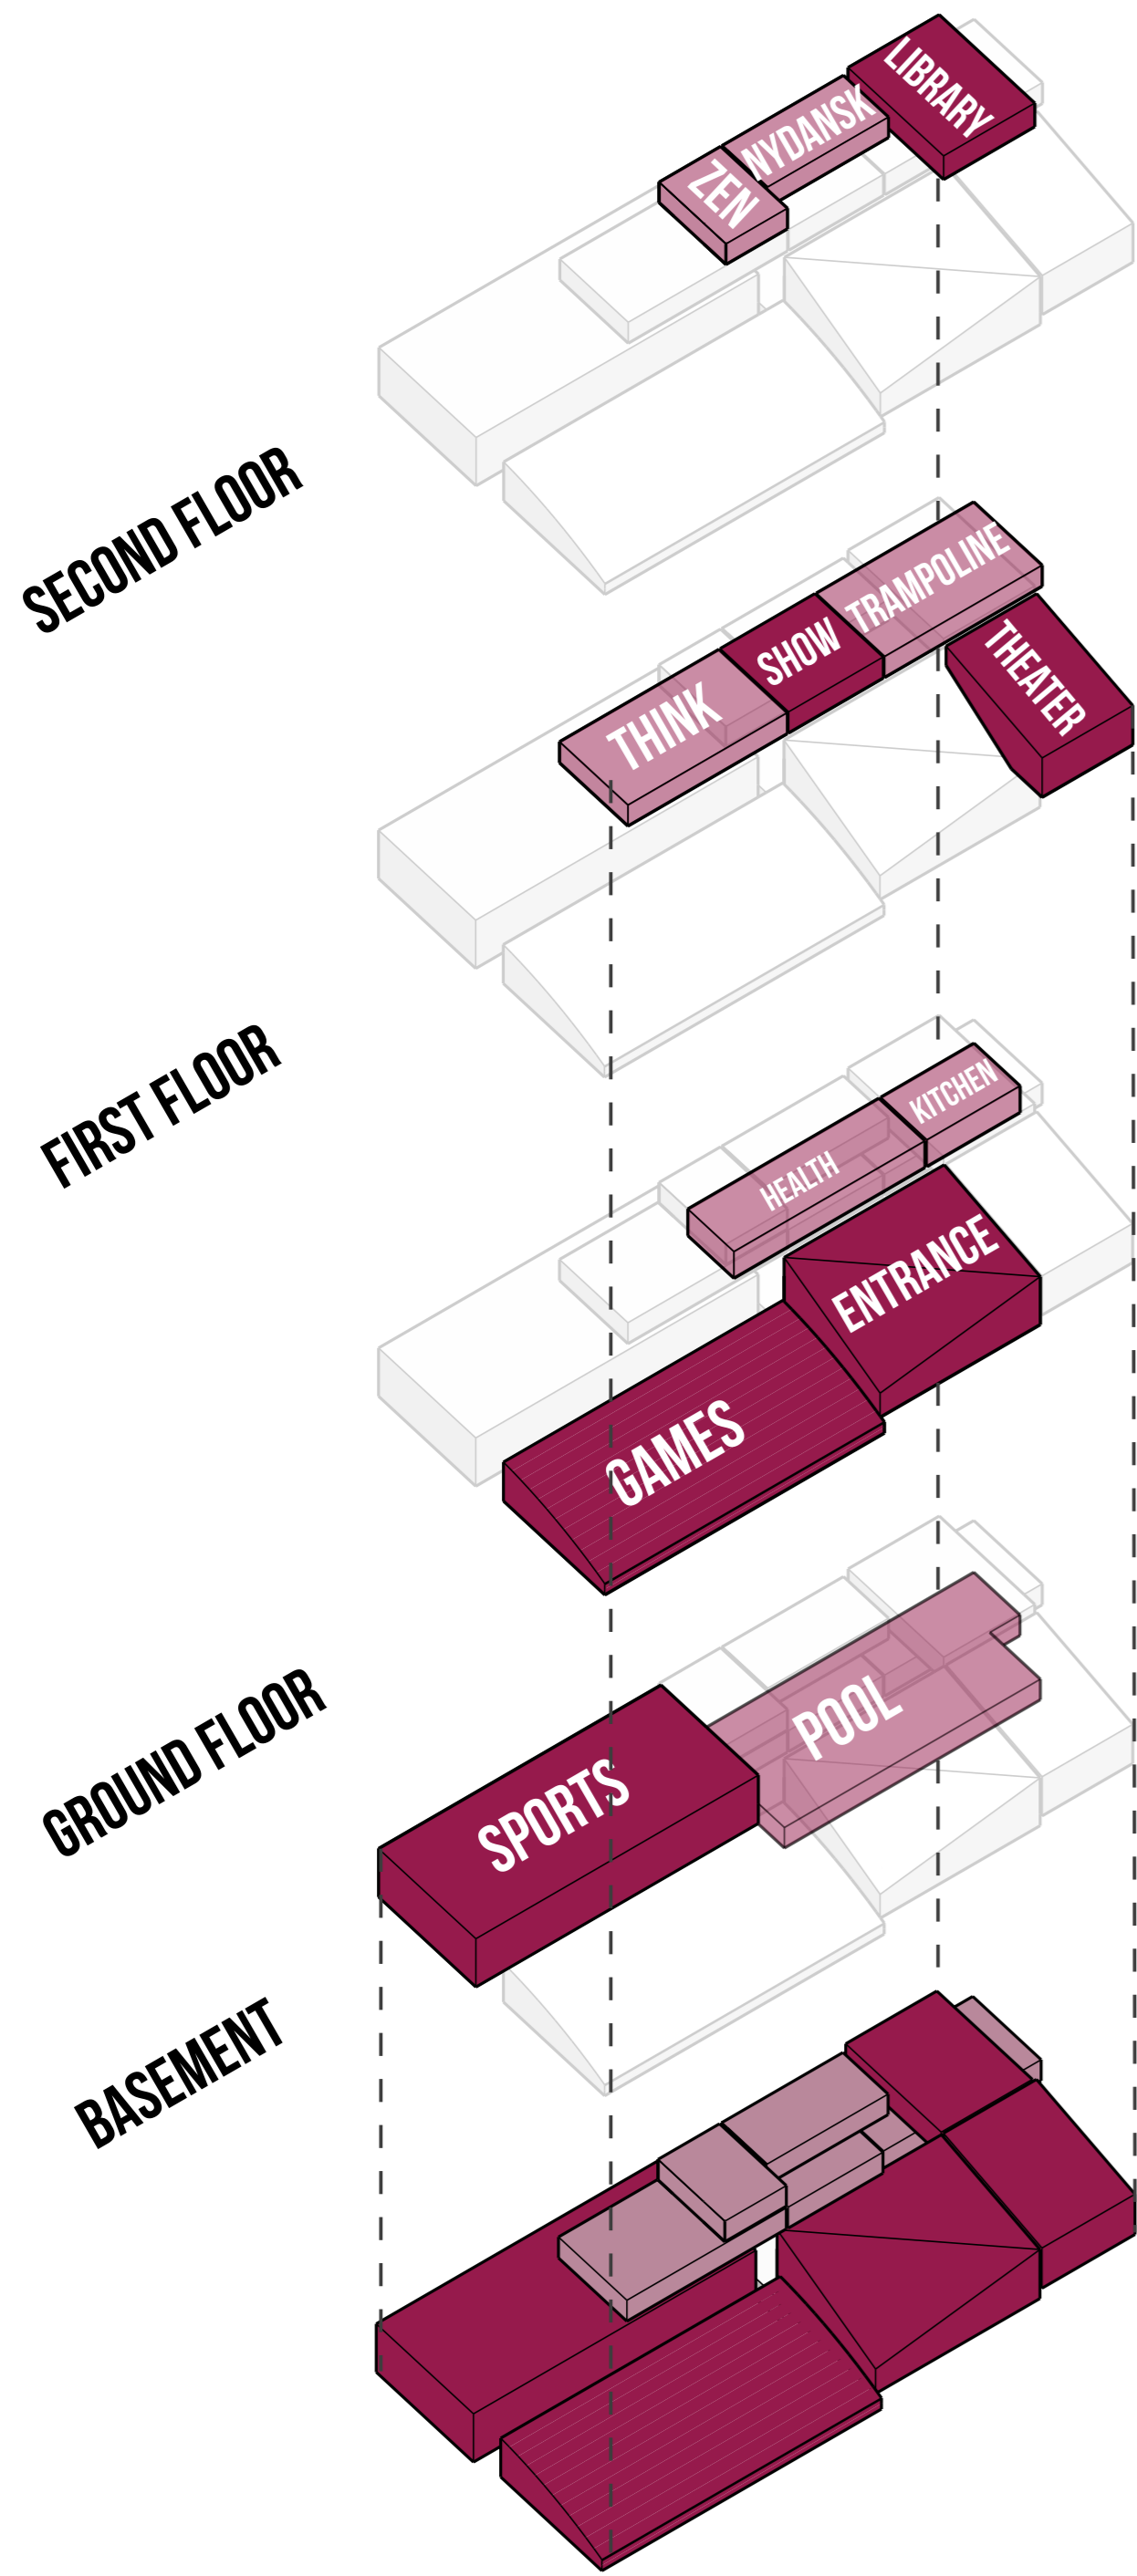 LIBRARY
NYDANSK
ZEN
SECOND FLOOR
TRAMPOLINE
SHOW
THEATER
THINK
FIRST FLOOR
KITCHEN
HEALTH
ENTRANCE
GAMES
GROUND FLOOR
POOL
SPORTS
BASEMENT